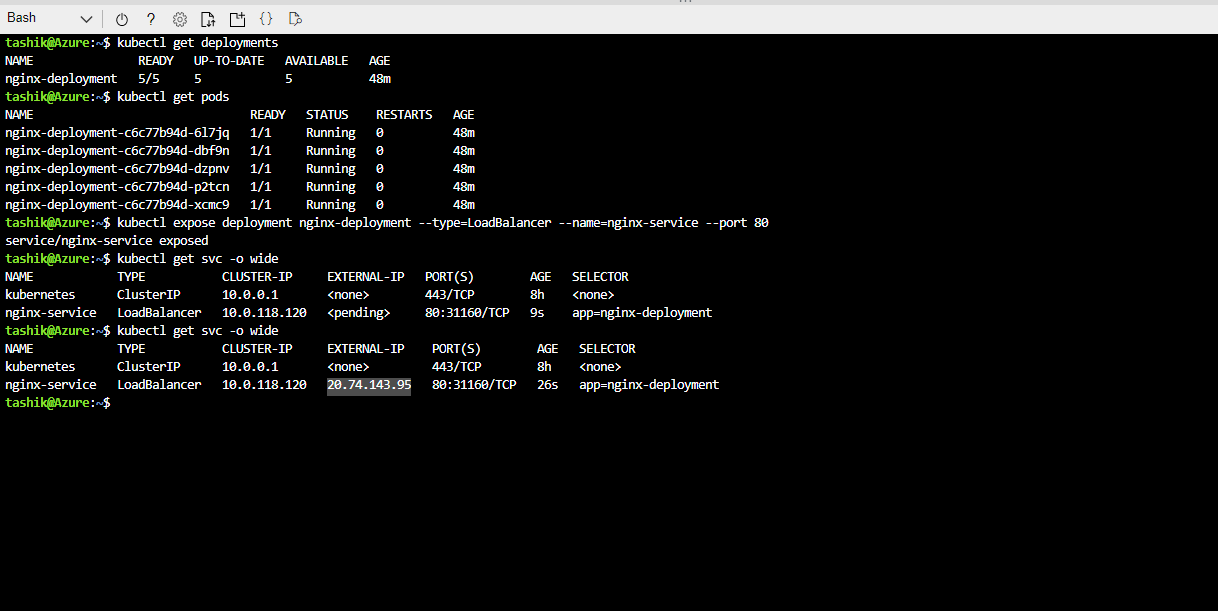 Bash
tashik@Azure:~$ kubectl get deployments
NAME READY UP-TO-DATE AVAILABLE AGE
nginx-deployment 5/5 5 5 48m
tashik@Azure:~$ kubectl get pods
NAME READY STATUS RESTARTS AGE
nginx-deployment-c6c77b94d-6l7jq 1/1 Running 0 48m
nginx-deployment-c6c77b94d-dbf9n 1/1 Running 0 48m
nginx-deployment-c6c77b94d-dzpnv 1/1 Running 0 48m
nginx-deployment-c6c77b94d-p2tcn 1/1 Running 0 48m
nginx-deployment-c6c77b94d-xcmc9 1/1 Running 0 48m
tashik@Azure:~$ kubectl expose deployment nginx-deployment --type=LoadBalancer --name=nginx-service --port 80
service/nginx-service exposed
tashik@Azure:~$ kubectl get svc -o wide
NAME TYPE CLUSTER-IP EXTERNAL-IP PORT(S) AGE SELECTOR
kubernetes ClusterIP 10.0.0.1 <none> 443/TCP 8h <none>
nginx-service LoadBalancer 10.0.118.120 <pending> 80:31160/TCP 9s app=nginx-deployment
tashik@Azure:~$ kubectl get svc -o wide
NAME TYPE CLUSTER-IP EXTERNAL-IP PORT(S) AGE SELECTOR
kubernetes ClusterIP 10.0.0.1 <none> 443/TCP 8h <none>
nginx-service LoadBalancer 10.0.118.120 20.74.143.95 80:31160/TCP 26s app=nginx-deployment
tashik@Azure:~$